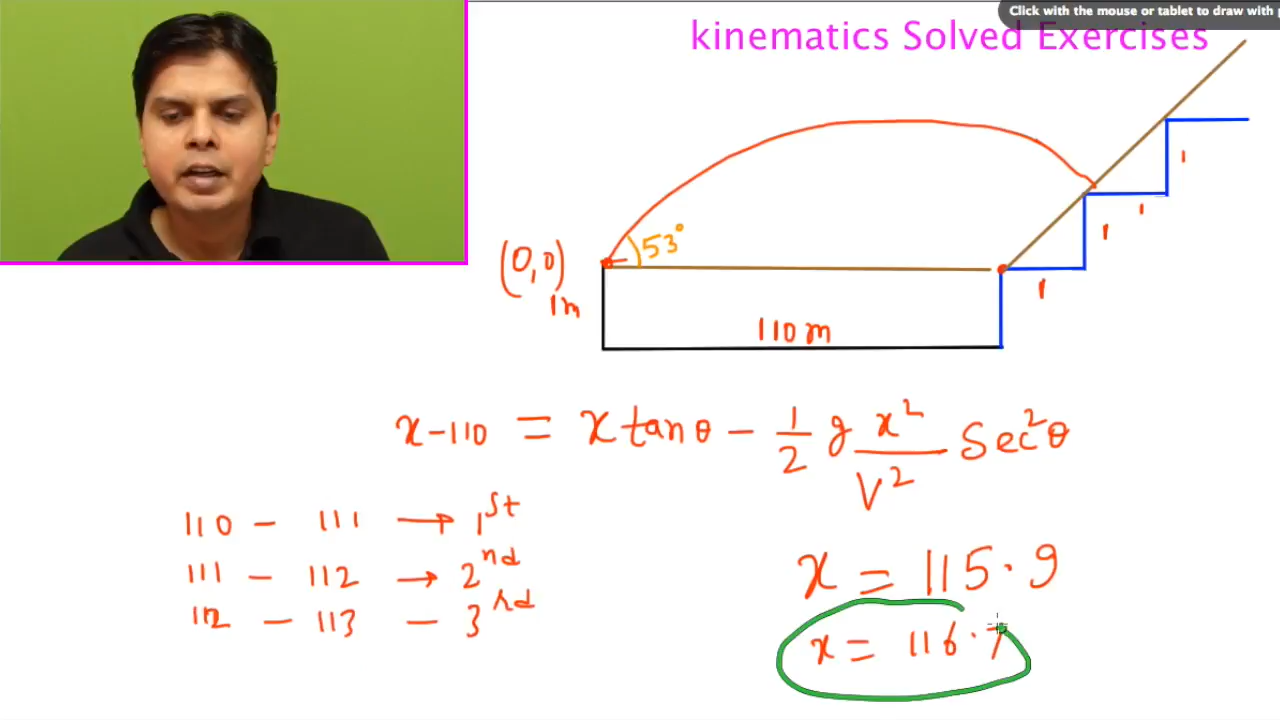 Click with the mouse or tablet to draw with
kinematics Solved Exercises
53°
(0,0)
1m
110 m
1
1
1
1
x-110 = x tanθ - 1/2 g x²/V² Sec²θ
110 - 111 → 1st
111 - 112 → 2nd
112 - 113 - 3rd
x = 115.9
x = 116.7